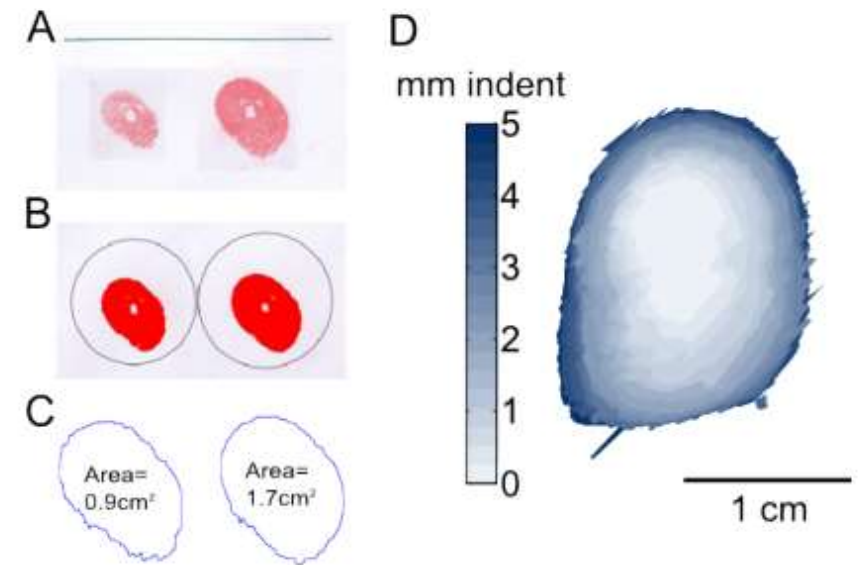 A
B
C
Area=
0.9cm²
Area=
1.7cm²
D
mm indent
5
4
3
2
1
0
1 cm